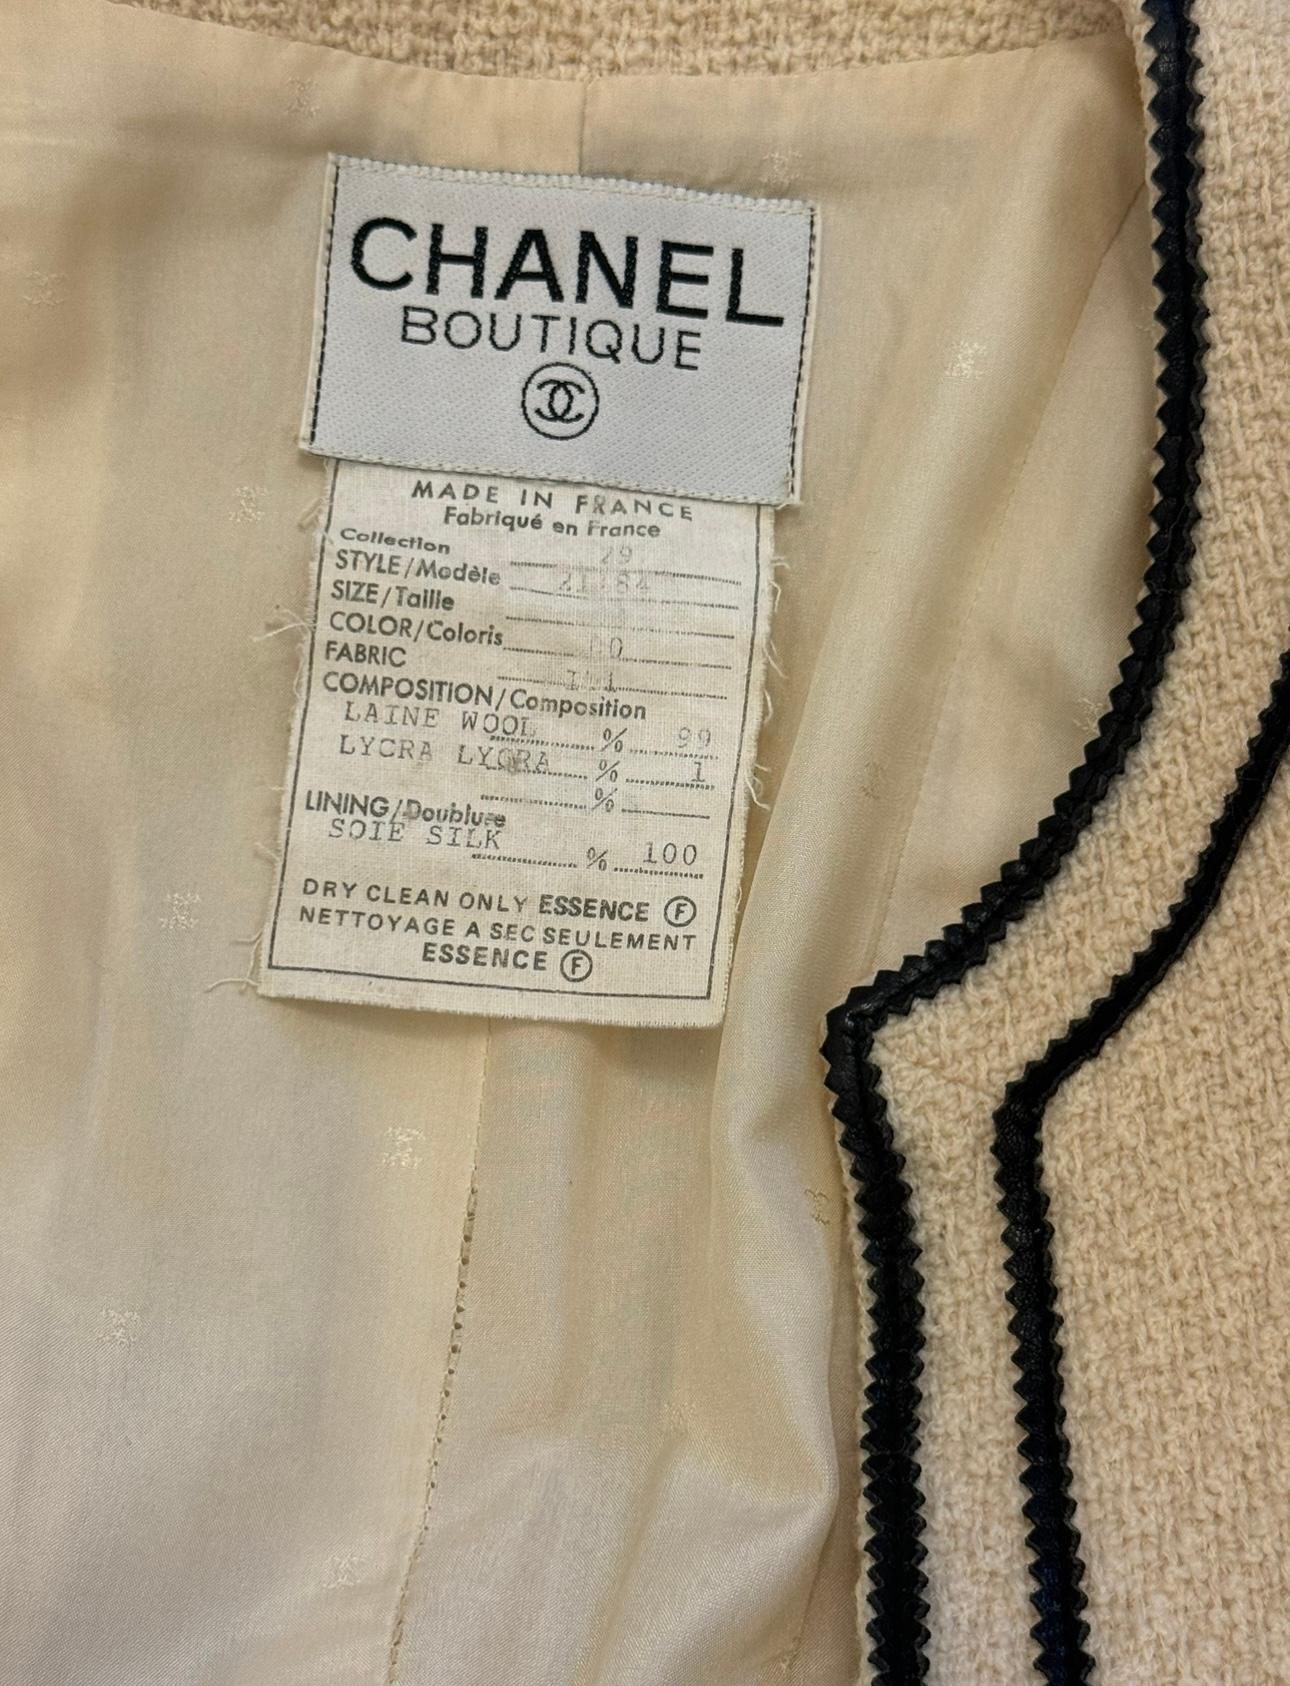 CHANEL
BOUTIQUE
MADE IN FRANCE
Fabriqué en France
Collection 29
STYLE/Modèle
SIZE/Taille
COLOR/Coloris
FABRIC
COMPOSITION/Composition
LAINE WOOL % 99
LYCRA LYCRA % 1
%
LINING/Doublure
SOIE SILK % 100
DRY CLEAN ONLY ESSENCE Ⓕ
NETTOYAGE A SEC SEULEMENT
ESSENCE Ⓕ